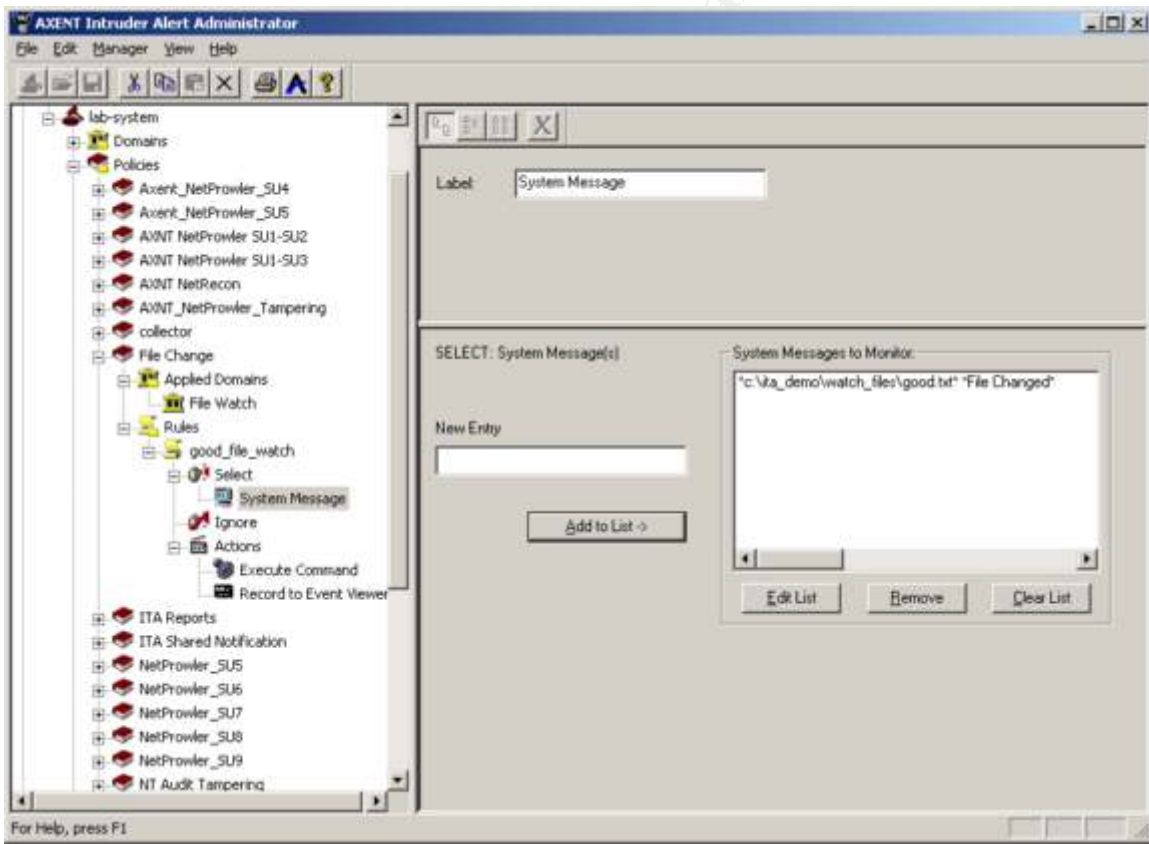 AXENT Intruder Alert Administrator
File Edit Manager View Help
lab-system
Domains
Policies
Axent_NetProwler_SU4
Axent_NetProwler_SU5
AXNT NetProwler SU1-SU2
AXNT NetProwler SU1-SU3
AXNT NetRecon
AXNT_NetProwler_Tampering
collector
File Change
Applied Domains
File Watch
Rules
good_file_watch
Select
System Message
Ignore
Actions
Execute Command
Record to Event Viewer
ITA Reports
ITA Shared Notification
NetProwler_SU5
NetProwler_SU6
NetProwler_SU7
NetProwler_SU8
NetProwler_SU9
NT Audit Tampering
Label: System Message
SELECT: System Message(s)
New Entry
Add to List ->
System Messages to Monitor:
"c:\ita_demo\watch_files\good.txt" "File Changed"
Edit List Remove Clear List
For Help, press F1